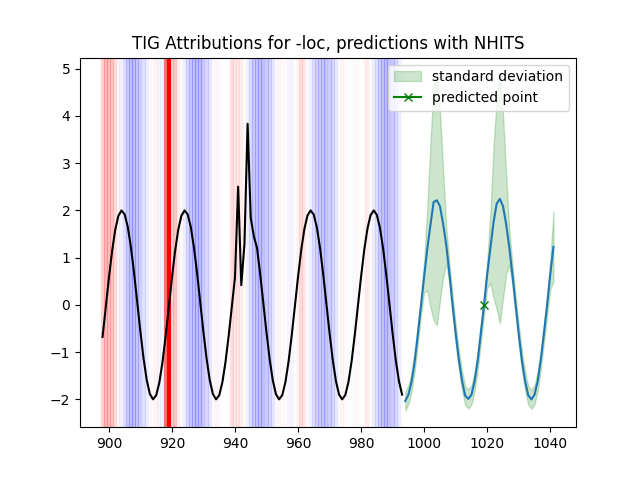 TIG Attributions for -loc, predictions with NHITS
standard deviation
predicted point
5
4
3
2
1
0
−1
−2
900 920 940 960 980 1000 1020 1040